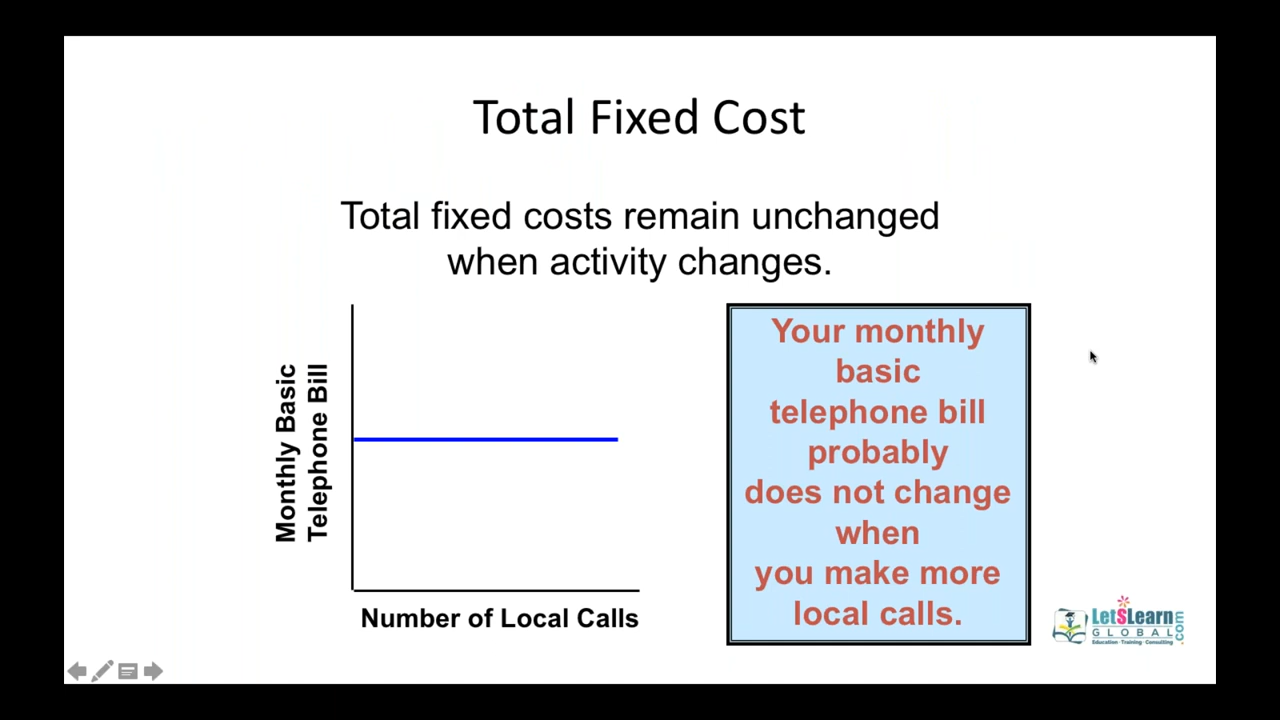 Total Fixed Cost
Total fixed costs remain unchanged
when activity changes.
Monthly Basic
Telephone Bill
Number of Local Calls
Your monthly
basic
telephone bill
probably
does not change
when
you make more
local calls.
LetSLearn
GLOBAL
.com
Education Training Consulting